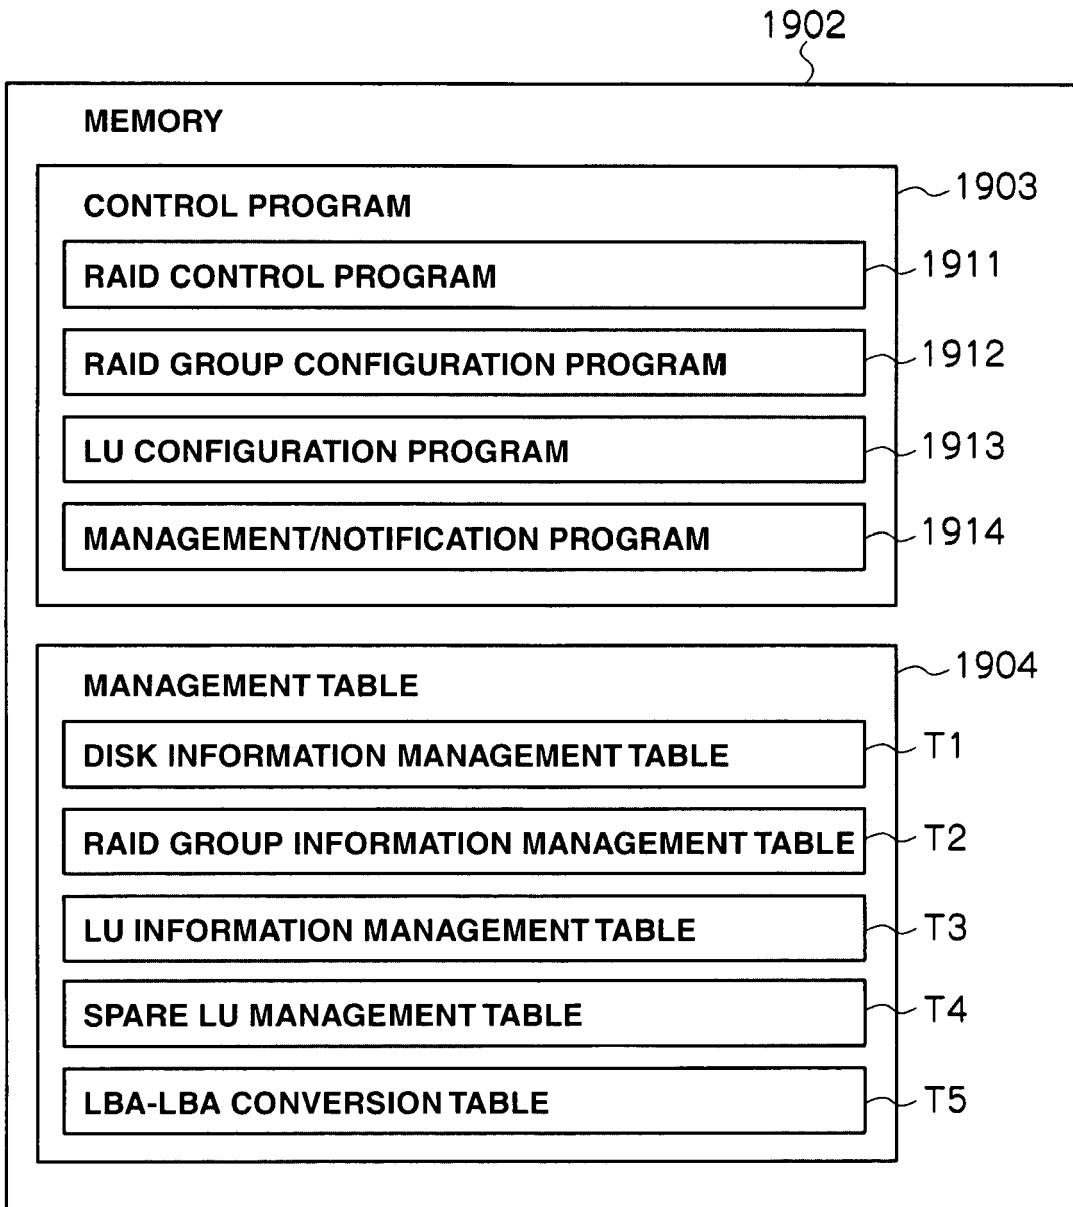 1902
MEMORY
CONTROL PROGRAM
1903
RAID CONTROL PROGRAM
1911
RAID GROUP CONFIGURATION PROGRAM
1912
LU CONFIGURATION PROGRAM
1913
MANAGEMENT/NOTIFICATION PROGRAM
1914
MANAGEMENT TABLE
1904
DISK INFORMATION MANAGEMENT TABLE
T1
RAID GROUP INFORMATION MANAGEMENT TABLE
T2
LU INFORMATION MANAGEMENT TABLE
T3
SPARE LU MANAGEMENT TABLE
T4
LBA-LBA CONVERSION TABLE
T5